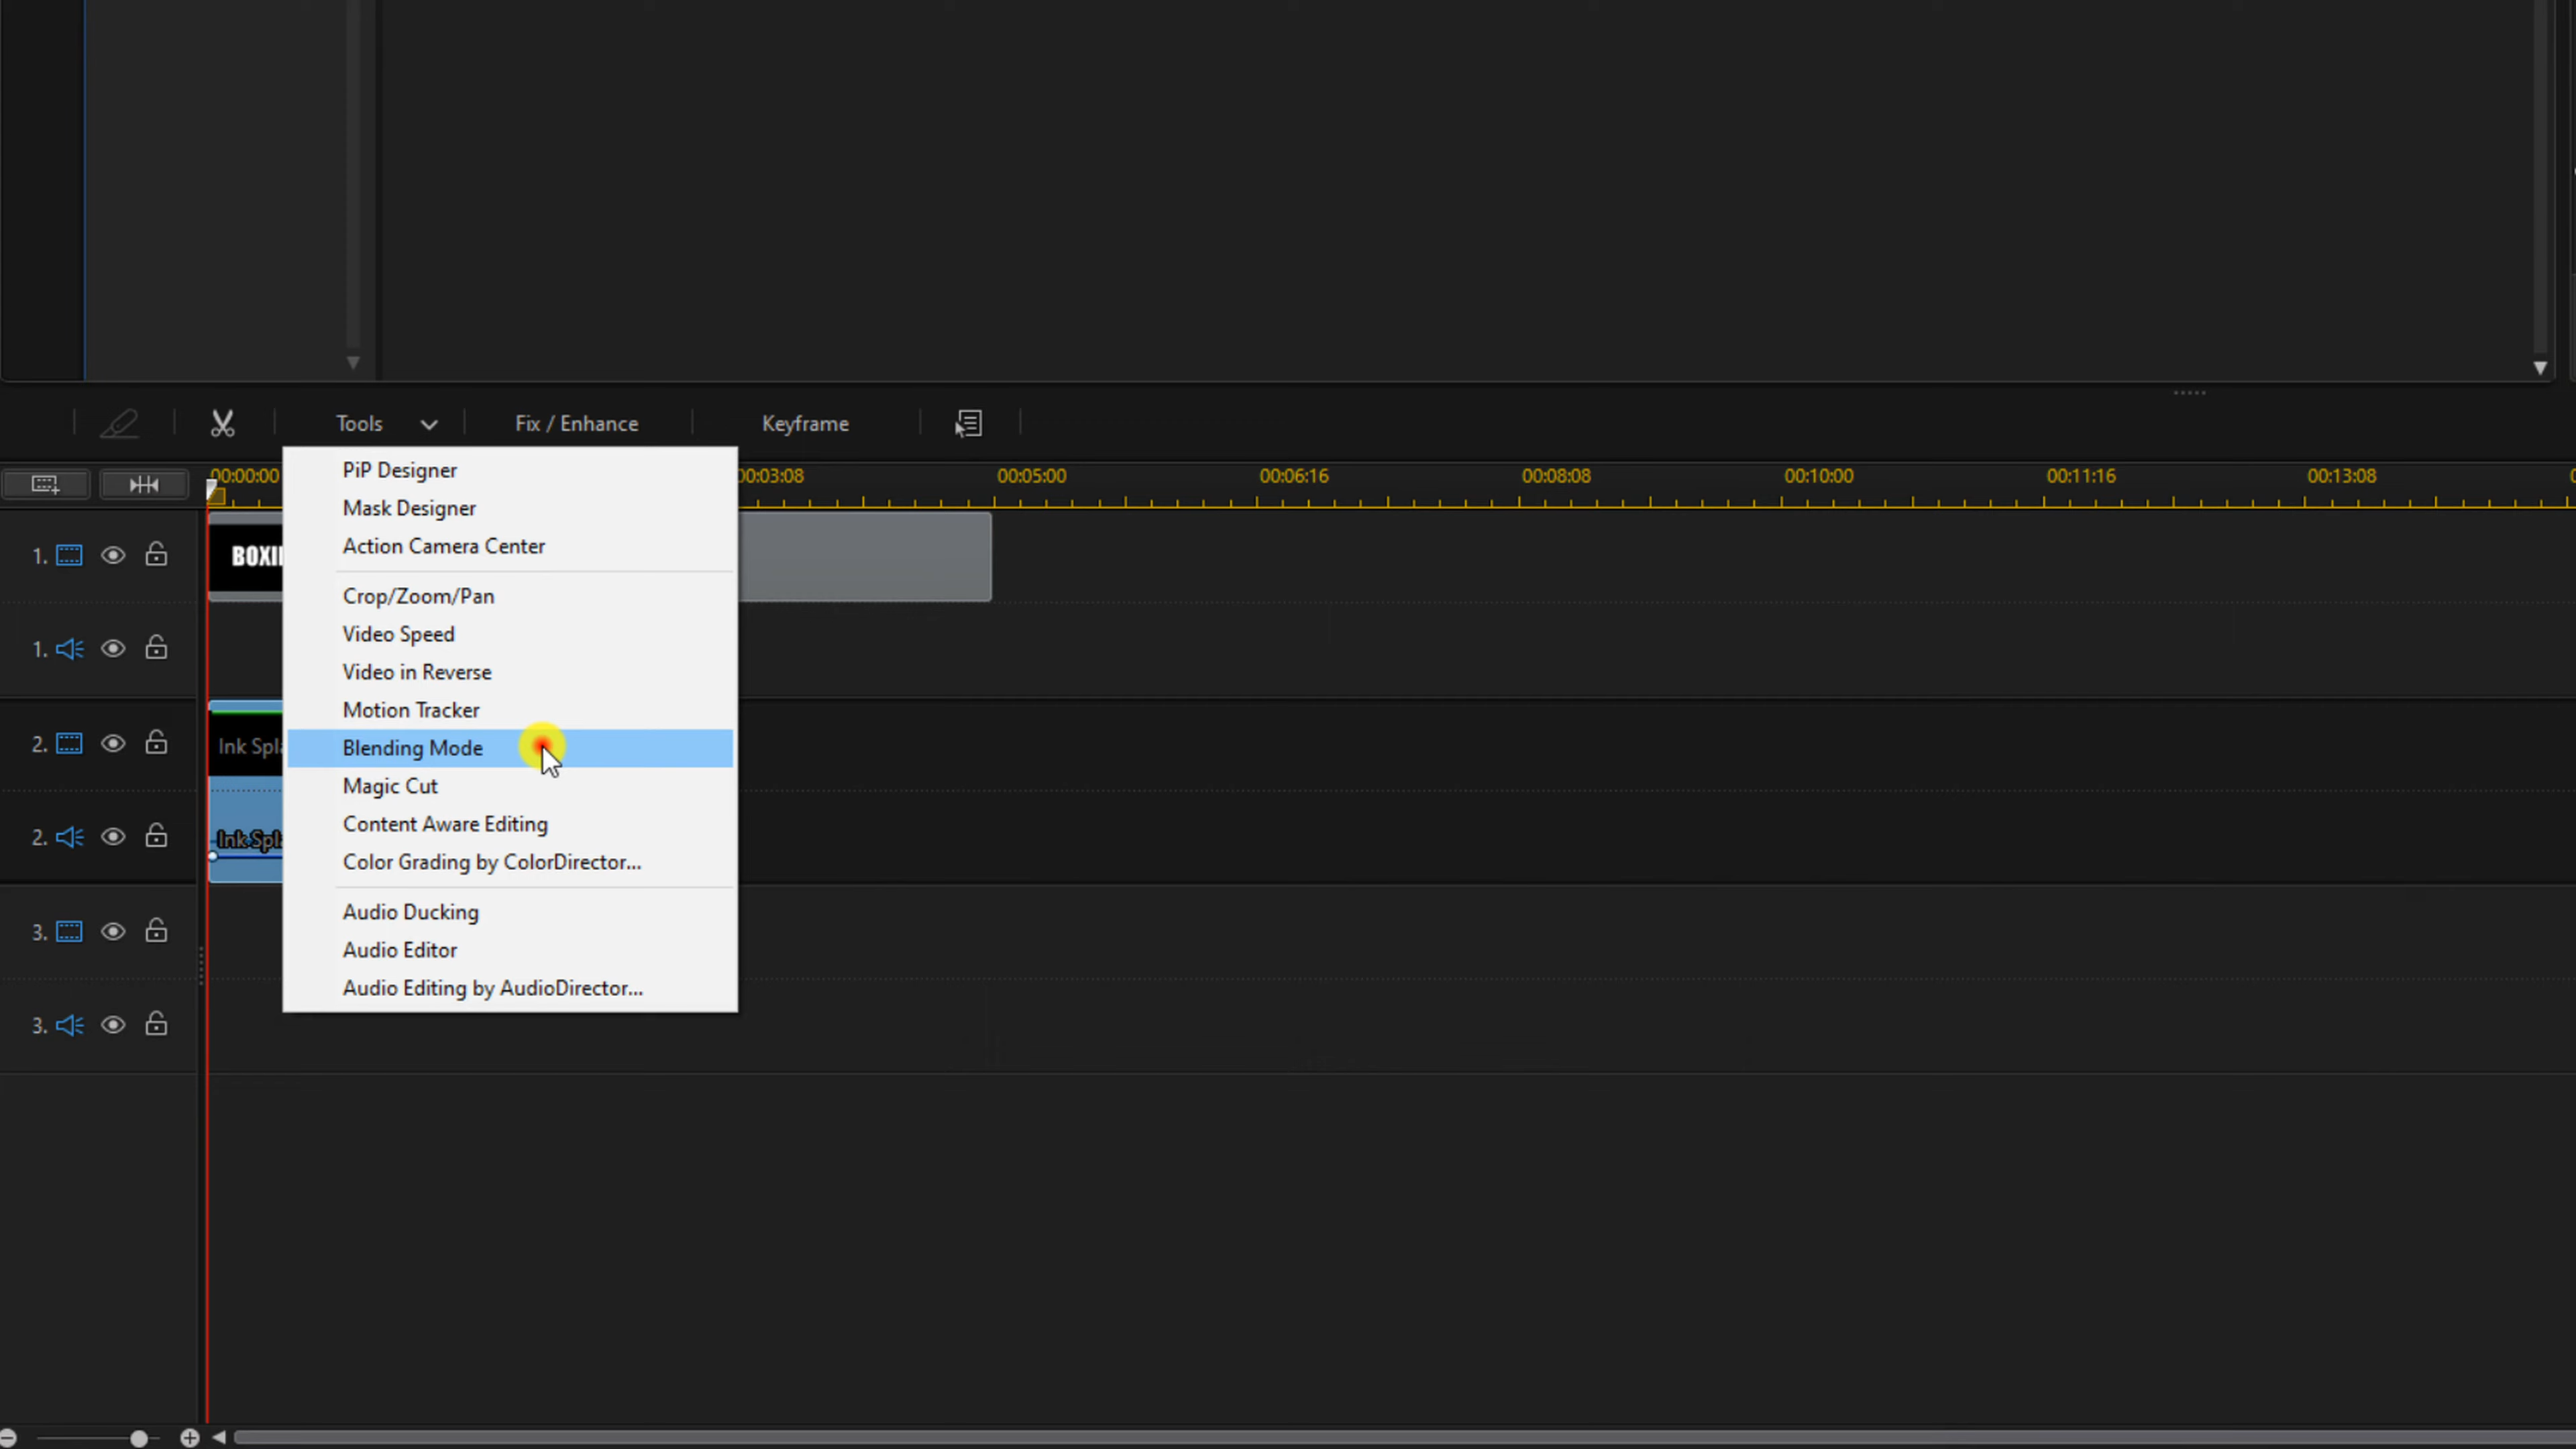 Tools Fix / Enhance Keyframe
00:00:00 00:03:08 00:05:00 00:06:16 00:08:08 00:10:00 00:11:16 00:13:08
PiP Designer
Mask Designer
Action Camera Center
1. BOXI
Crop/Zoom/Pan
Video Speed
1.
Video in Reverse
Motion Tracker
2. Ink Spla
Blending Mode
Magic Cut
Content Aware Editing
2. Ink Spla
Color Grading by ColorDirector...
Audio Ducking
3.
Audio Editor
Audio Editing by AudioDirector...
3.